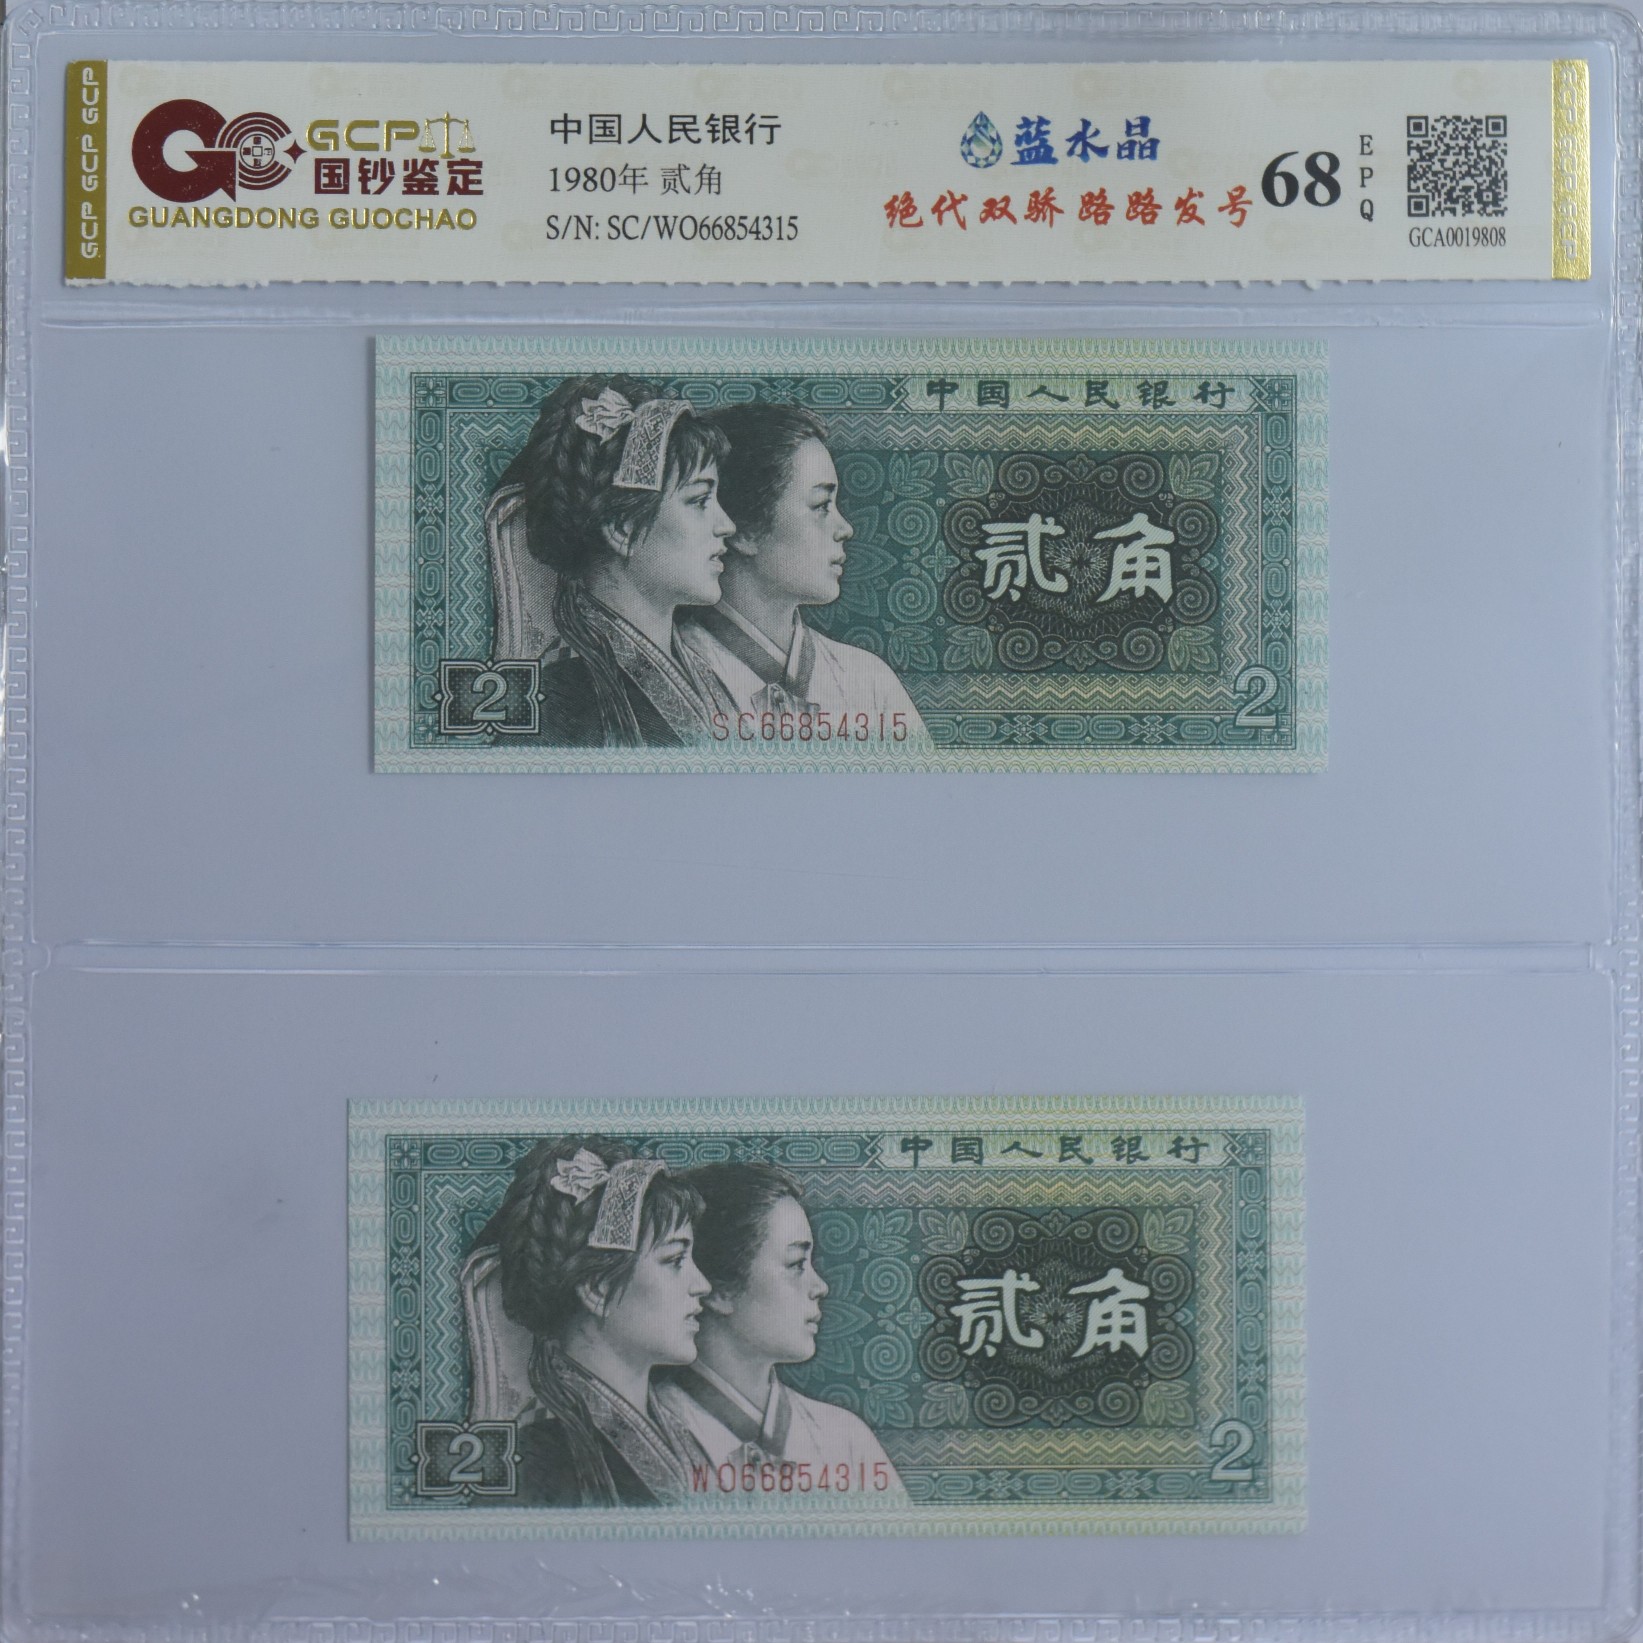 GCP GCP GCP
GCP
国钞鉴定
GUANGDONG GUOCHAO
中国人民银行
1980年 贰角
S/N: SC/WO66854315
蓝水晶
绝代双骄 路路发号
68
EPQ
GCA0019808
中国人民银行
贰角
2
2
SC66854315
中国人民银行
贰角
2
2
WO66854315